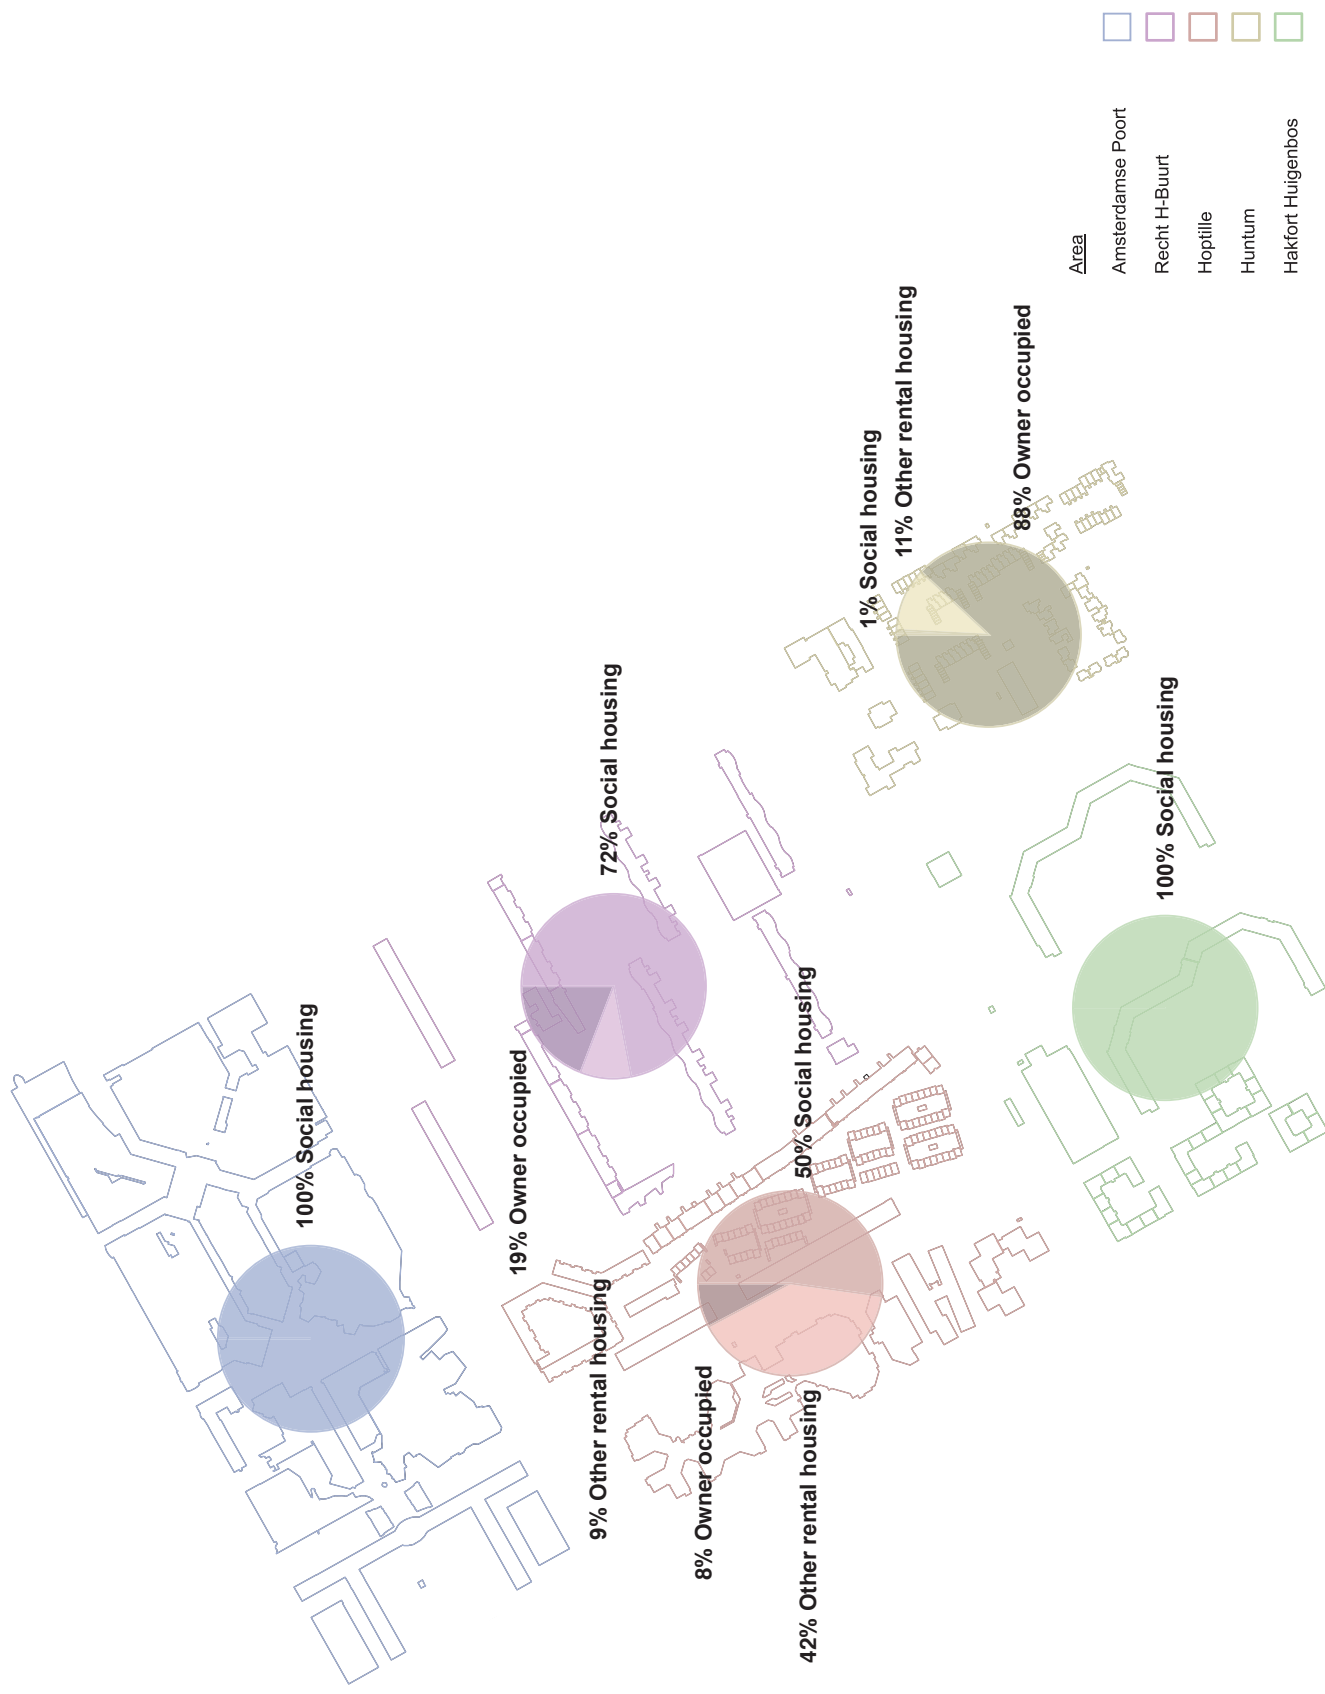 Area
Amsterdamse Poort
Recht H-Buurt
Hoptille
Huntum
Hakfort Huigenbos
100% Social housing
19% Owner occupied
72% Social housing
9% Other rental housing
8% Owner occupied
50% Social housing
42% Other rental housing
1% Social housing
11% Other rental housing
88% Owner occupied
100% Social housing